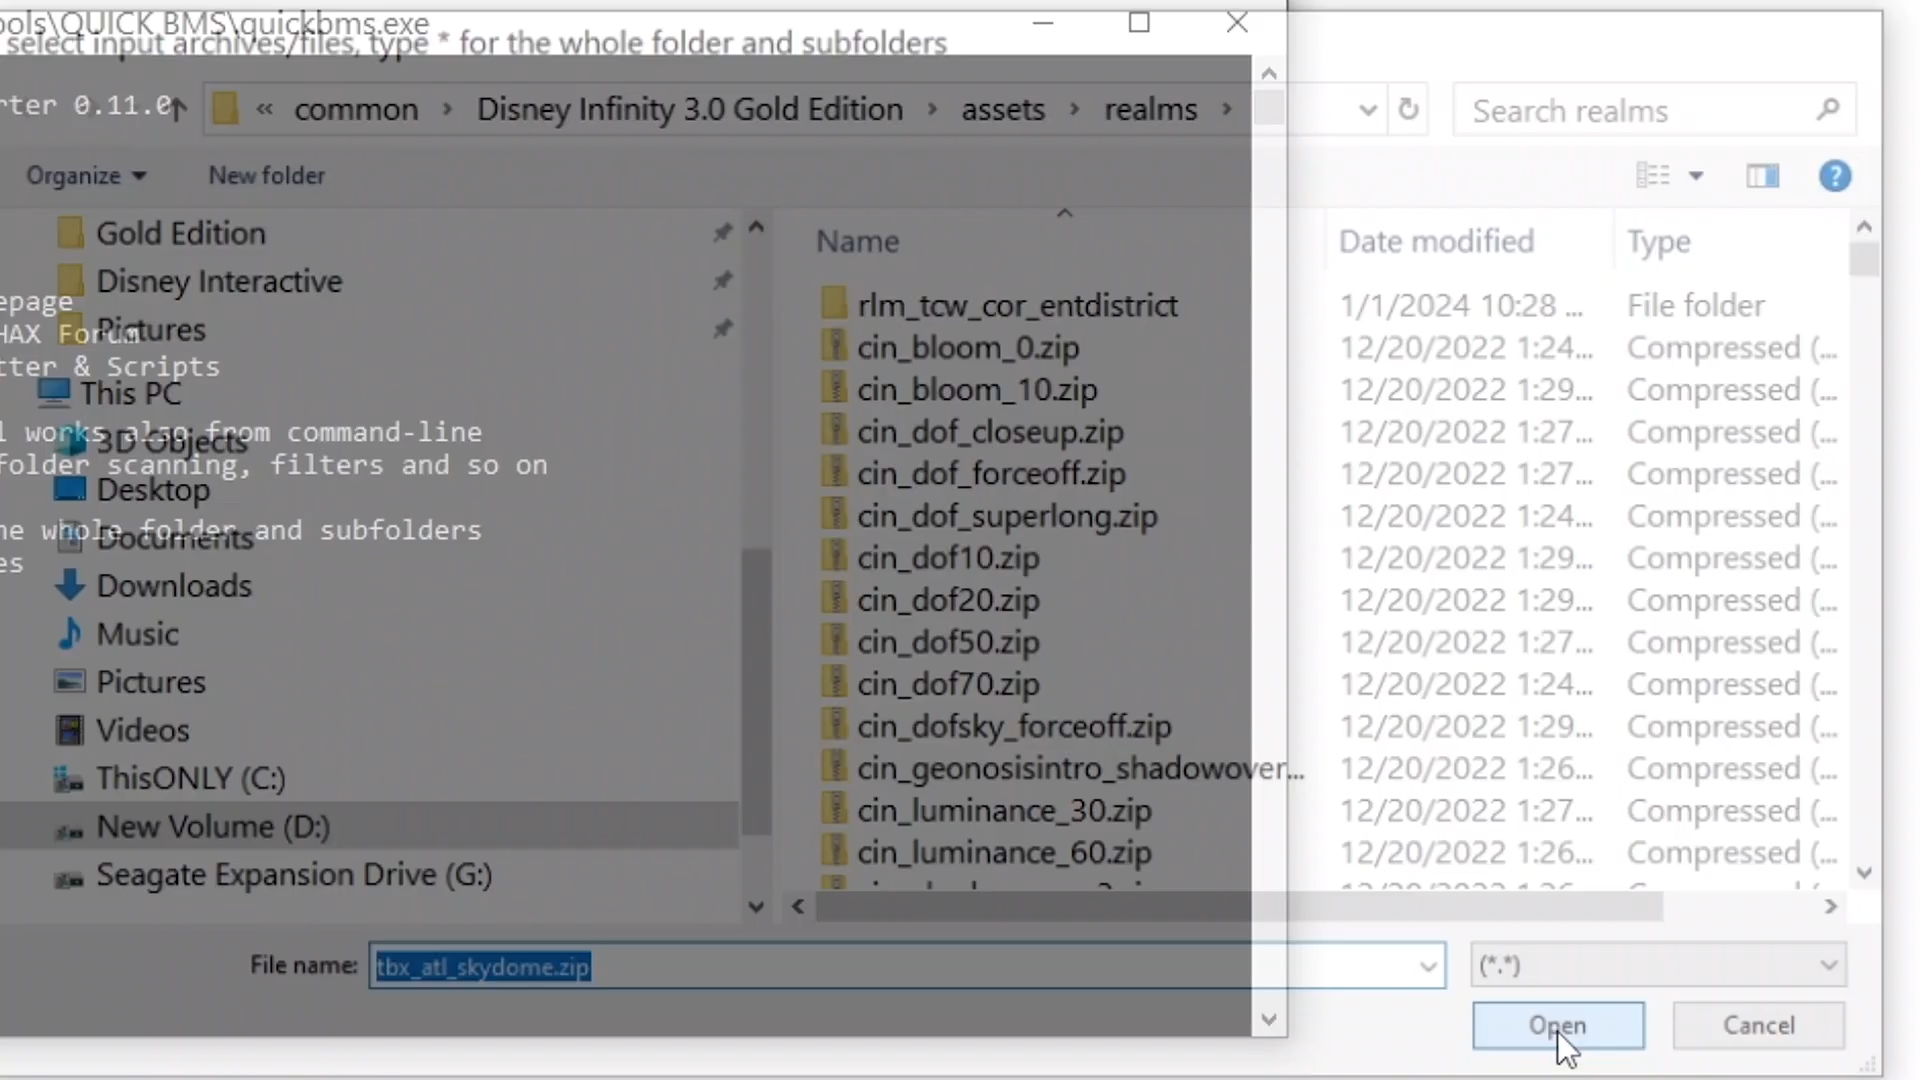 ools\QUICK BMS\quickbms.exe
select input archives/files, type * for the whole folder and subfolders
rter 0.11.0
« common › Disney Infinity 3.0 Gold Edition › assets › realms ›
Search realms
Organize
New folder
Gold Edition
Disney Interactive
Pictures
This PC
3D Objects
Desktop
Documents
Downloads
Music
Pictures
Videos
ThisONLY (C:)
New Volume (D:)
Seagate Expansion Drive (G:)
epage
HAX Forum
tter & Scripts
l works also from command-line
folder scanning, filters and so on
he whole folder and subfolders
es
Name Date modified Type
rlm_tcw_cor_entdistrict 1/1/2024 10:28 ... File folder
cin_bloom_0.zip 12/20/2022 1:24... Compressed (...
cin_bloom_10.zip 12/20/2022 1:29... Compressed (...
cin_dof_closeup.zip 12/20/2022 1:27... Compressed (...
cin_dof_forceoff.zip 12/20/2022 1:27... Compressed (...
cin_dof_superlong.zip 12/20/2022 1:24... Compressed (...
cin_dof10.zip 12/20/2022 1:29... Compressed (...
cin_dof20.zip 12/20/2022 1:29... Compressed (...
cin_dof50.zip 12/20/2022 1:27... Compressed (...
cin_dof70.zip 12/20/2022 1:24... Compressed (...
cin_dofsky_forceoff.zip 12/20/2022 1:29... Compressed (...
cin_geonosisintro_shadowover... 12/20/2022 1:26... Compressed (...
cin_luminance_30.zip 12/20/2022 1:27... Compressed (...
cin_luminance_60.zip 12/20/2022 1:26... Compressed (...
File name: tbx_atl_skydome.zip
(*.*)
Open
Cancel